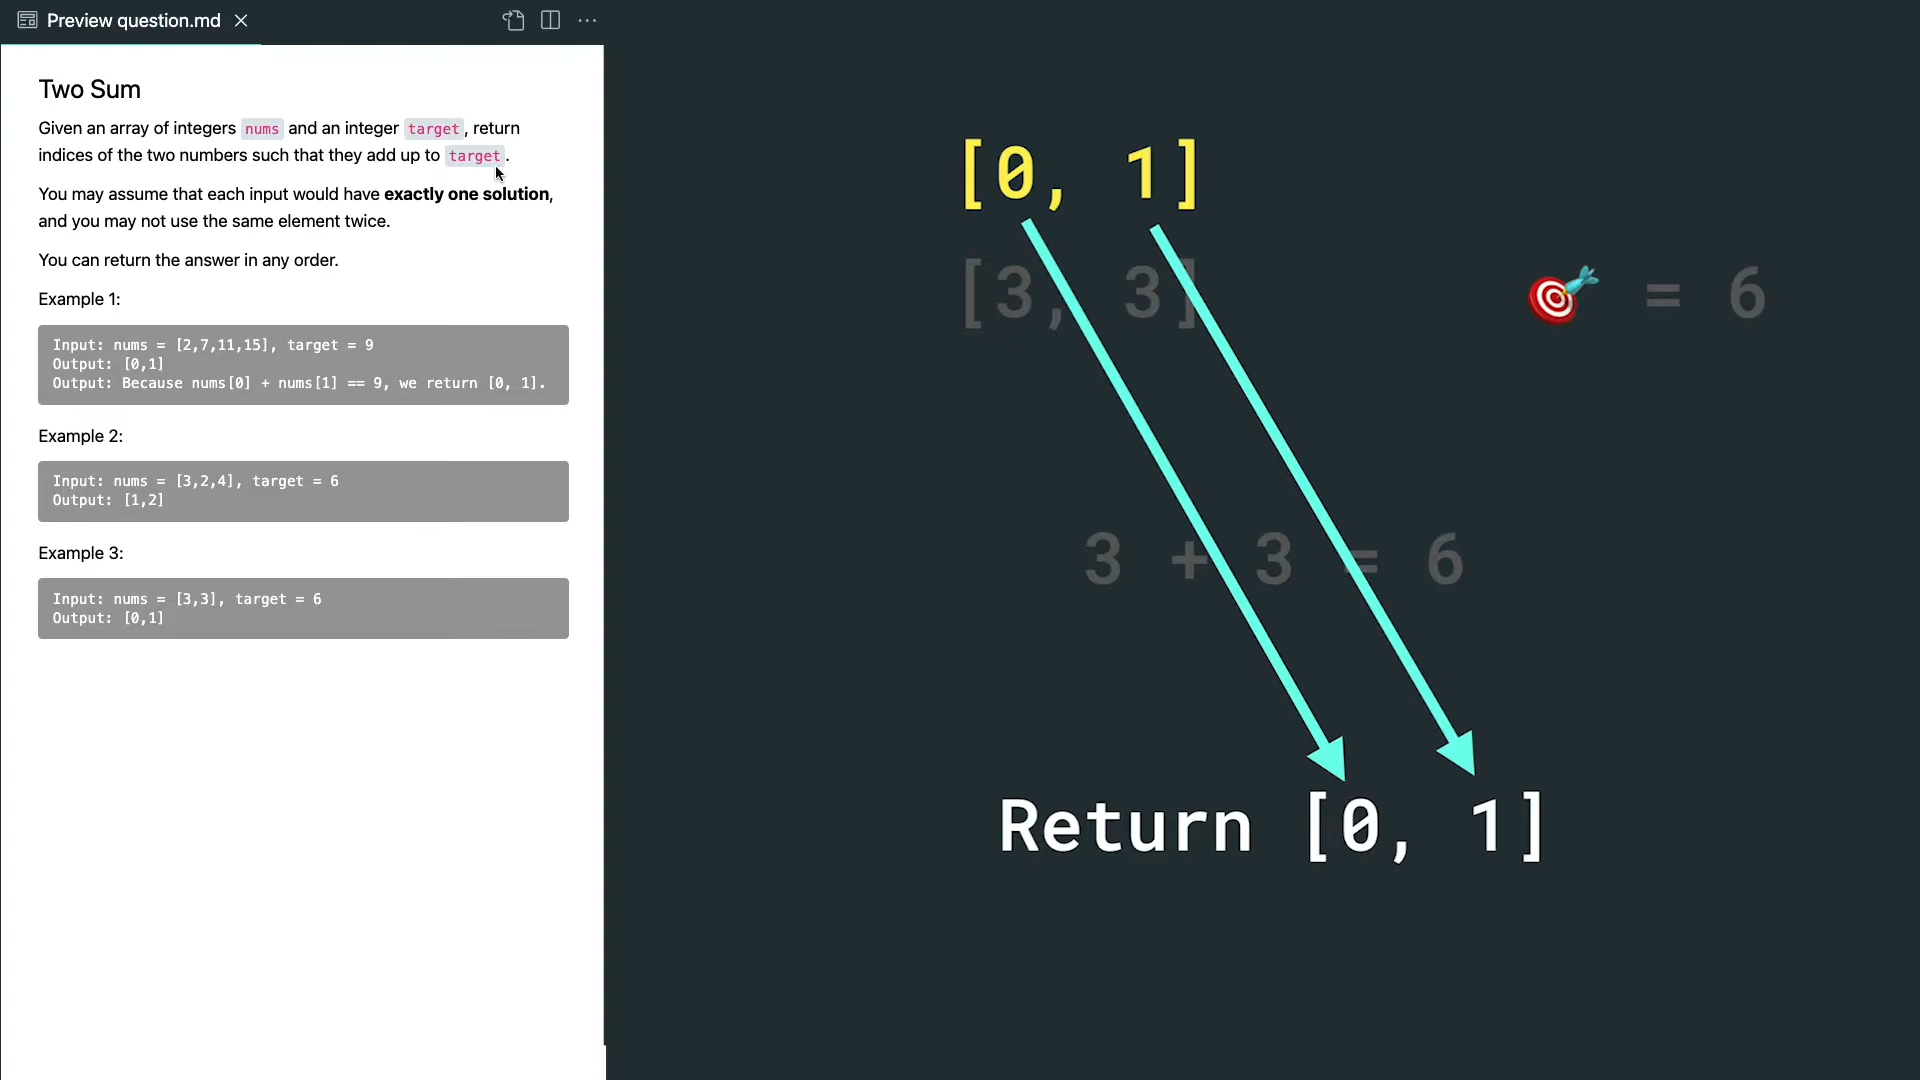 Preview question.md
Two Sum
Given an array of integers nums and an integer target, return
indices of the two numbers such that they add up to target.
You may assume that each input would have exactly one solution,
and you may not use the same element twice.
You can return the answer in any order.
Example 1:
Input: nums = [2,7,11,15], target = 9
Output: [0,1]
Output: Because nums[0] + nums[1] == 9, we return [0, 1].
Example 2:
Input: nums = [3,2,4], target = 6
Output: [1,2]
Example 3:
Input: nums = [3,3], target = 6
Output: [0,1]
[0, 1]
[3, 3]
= 6
3 + 3 = 6
Return [0, 1]